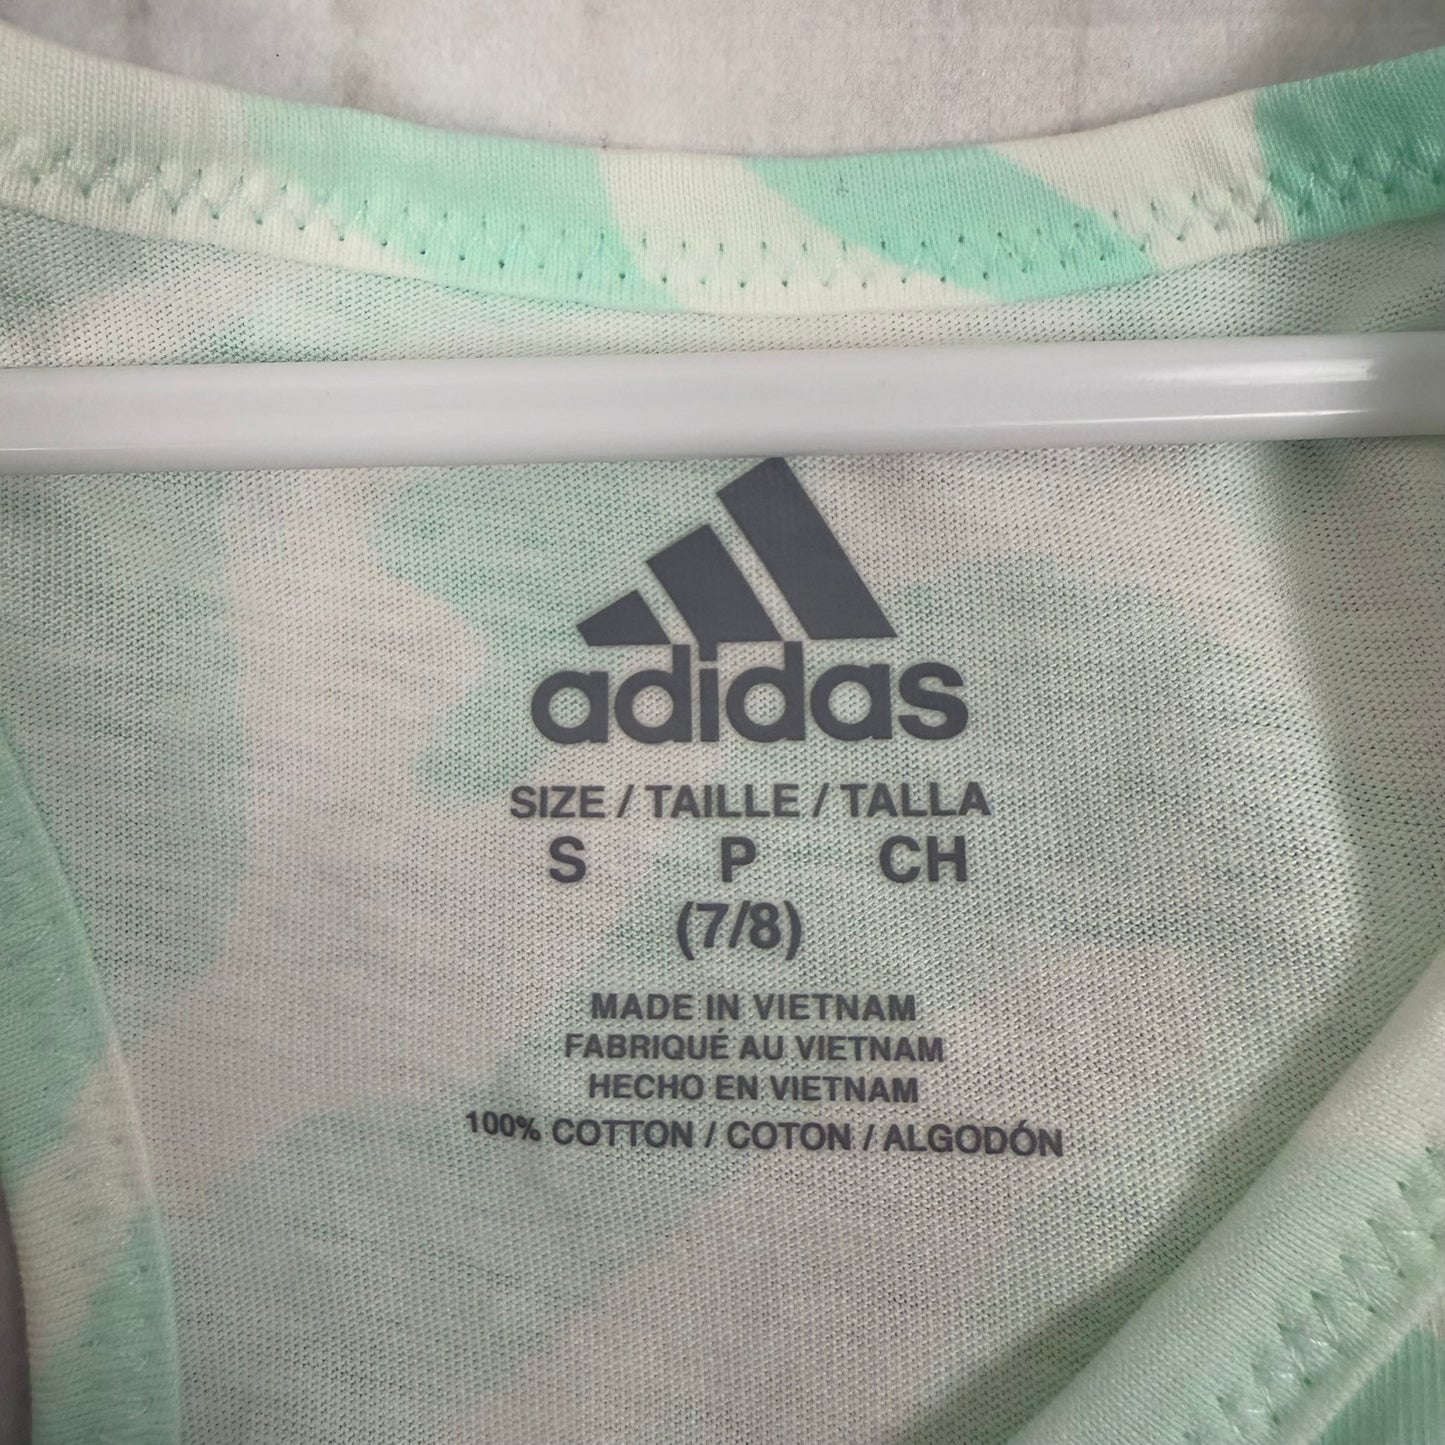 adidas
SIZE / TAILLE / TALLA
S P CH
(7/8)
MADE IN VIETNAM
FABRIQUÉ AU VIETNAM
HECHO EN VIETNAM
100% COTTON / COTON / ALGODÓN